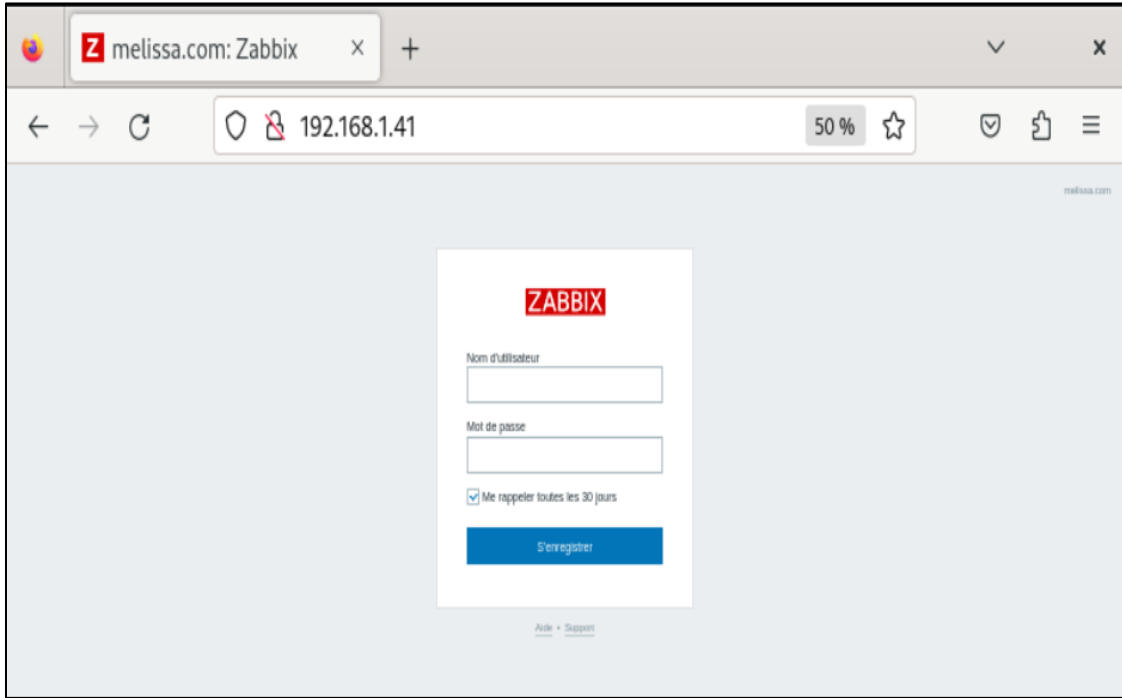 Z melissa.com: Zabbix
192.168.1.41 50 %
melissa.com
ZABBIX
Nom d'utilisateur
Mot de passe
Me rappeler toutes les 30 jours
S'enregistrer
Aide • Support